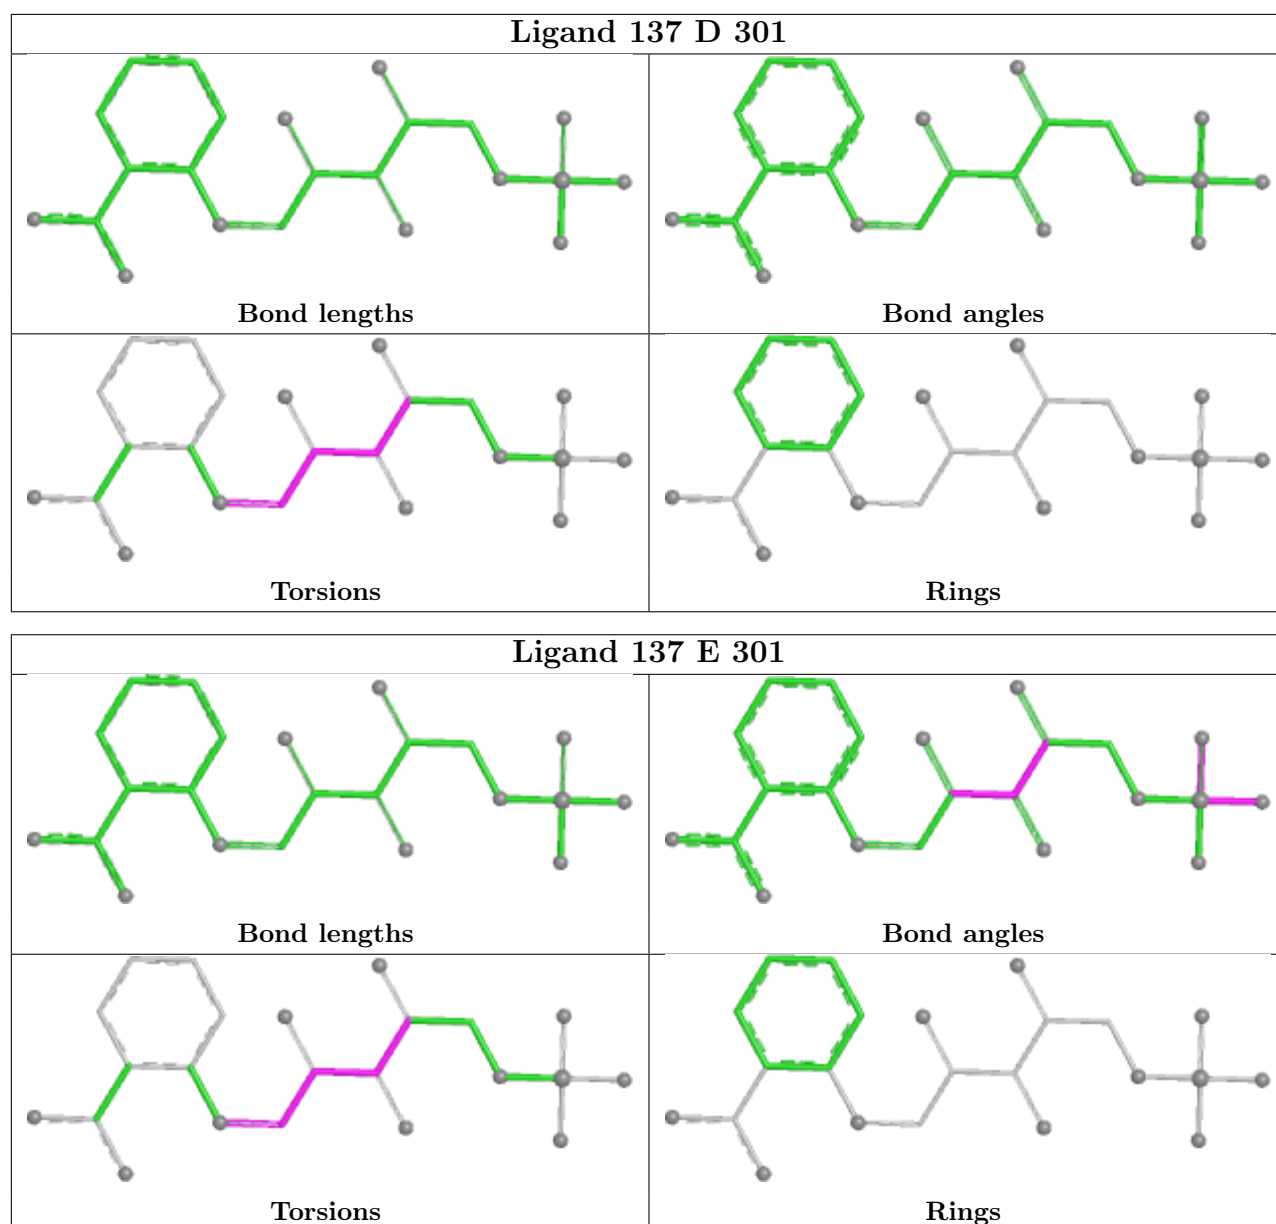 Ligand 137 D 301
Bond lengths
Bond angles
Torsions
Rings
Ligand 137 E 301
Bond lengths
Bond angles
Torsions
Rings